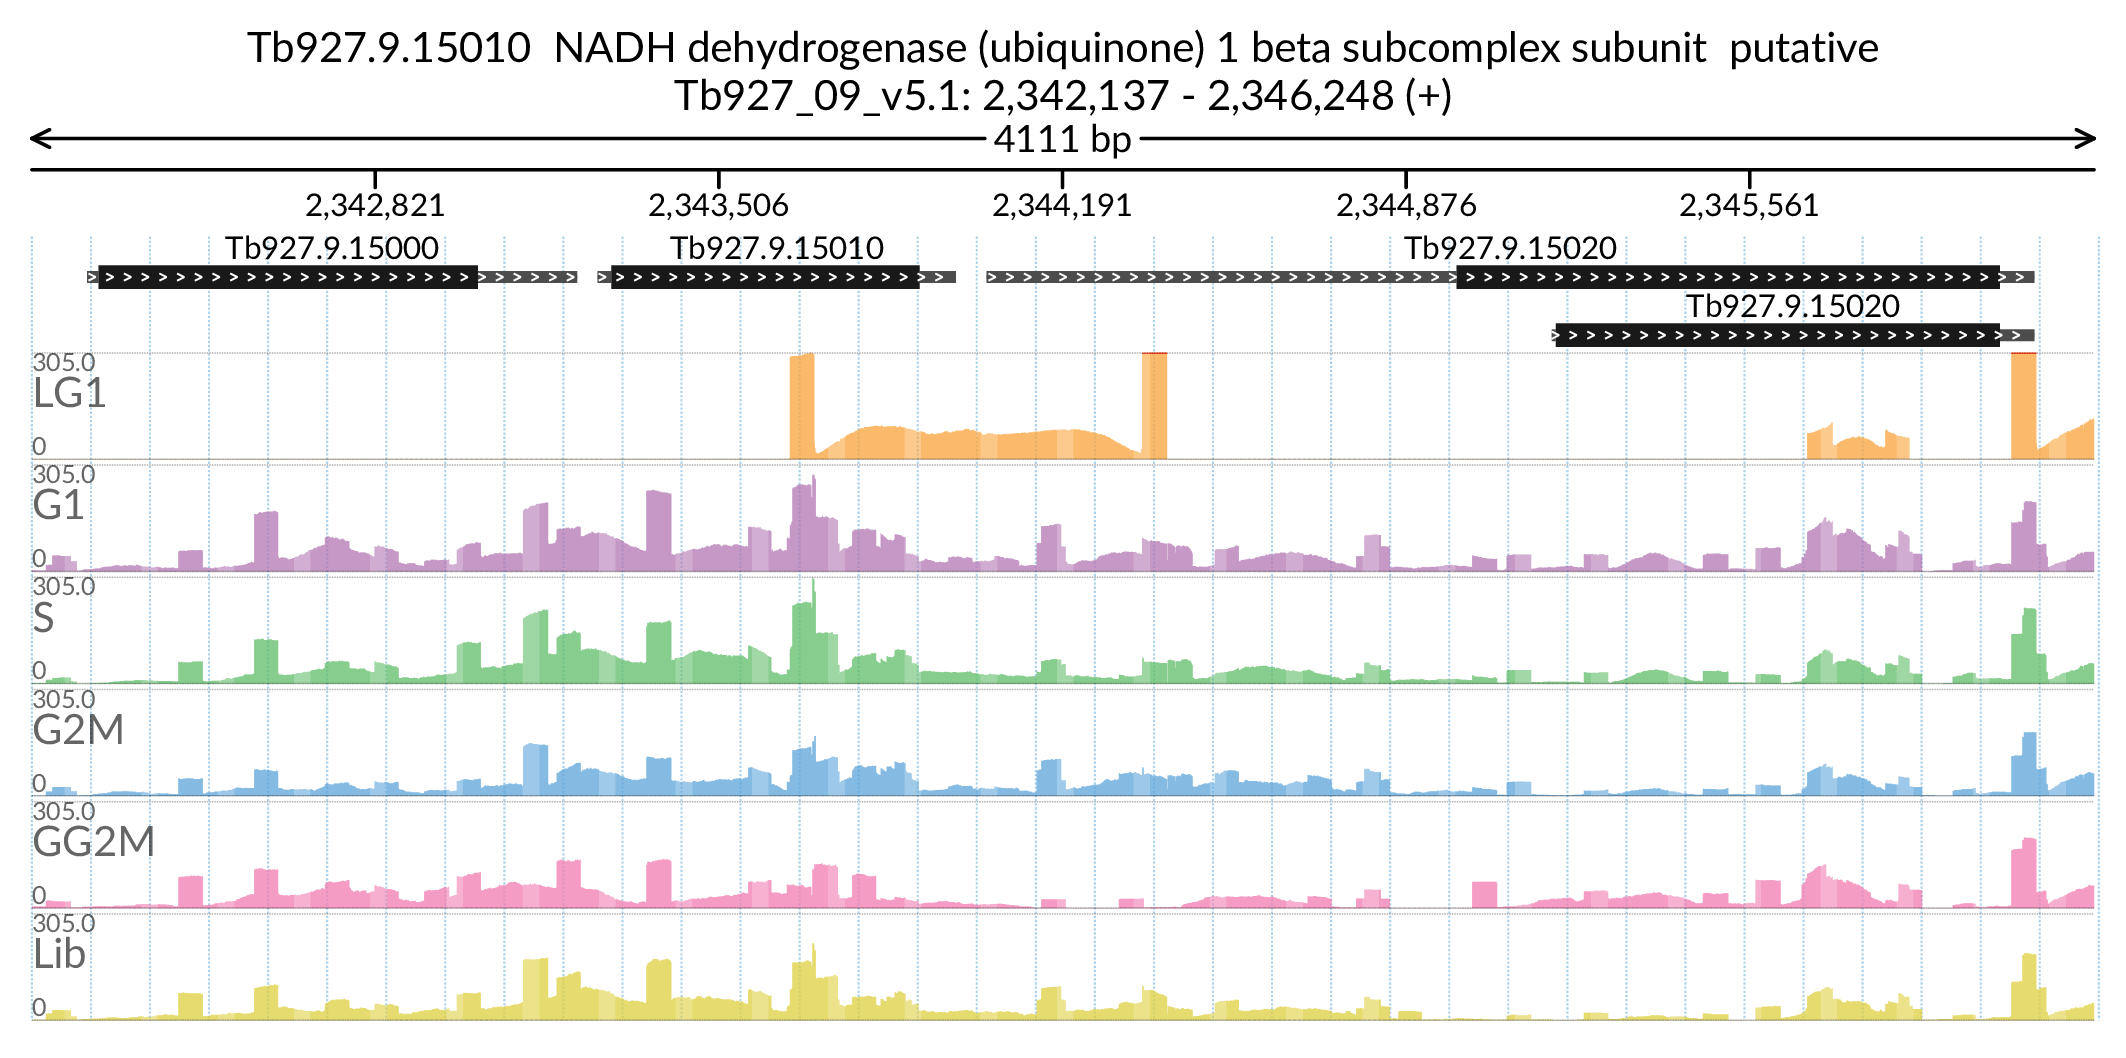 Tb927.9.15010  NADH dehydrogenase (ubiquinone) 1 beta subcomplex subunit  putative
Tb927_09_v5.1: 2,342,137 - 2,346,248 (+)
4111 bp
2,342,821 2,343,506 2,344,191 2,344,876 2,345,561
Tb927.9.15000 Tb927.9.15010 Tb927.9.15020
Tb927.9.15020
305.0
LG1
0
305.0
G1
0
305.0
S
0
305.0
G2M
0
305.0
GG2M
0
305.0
Lib
0